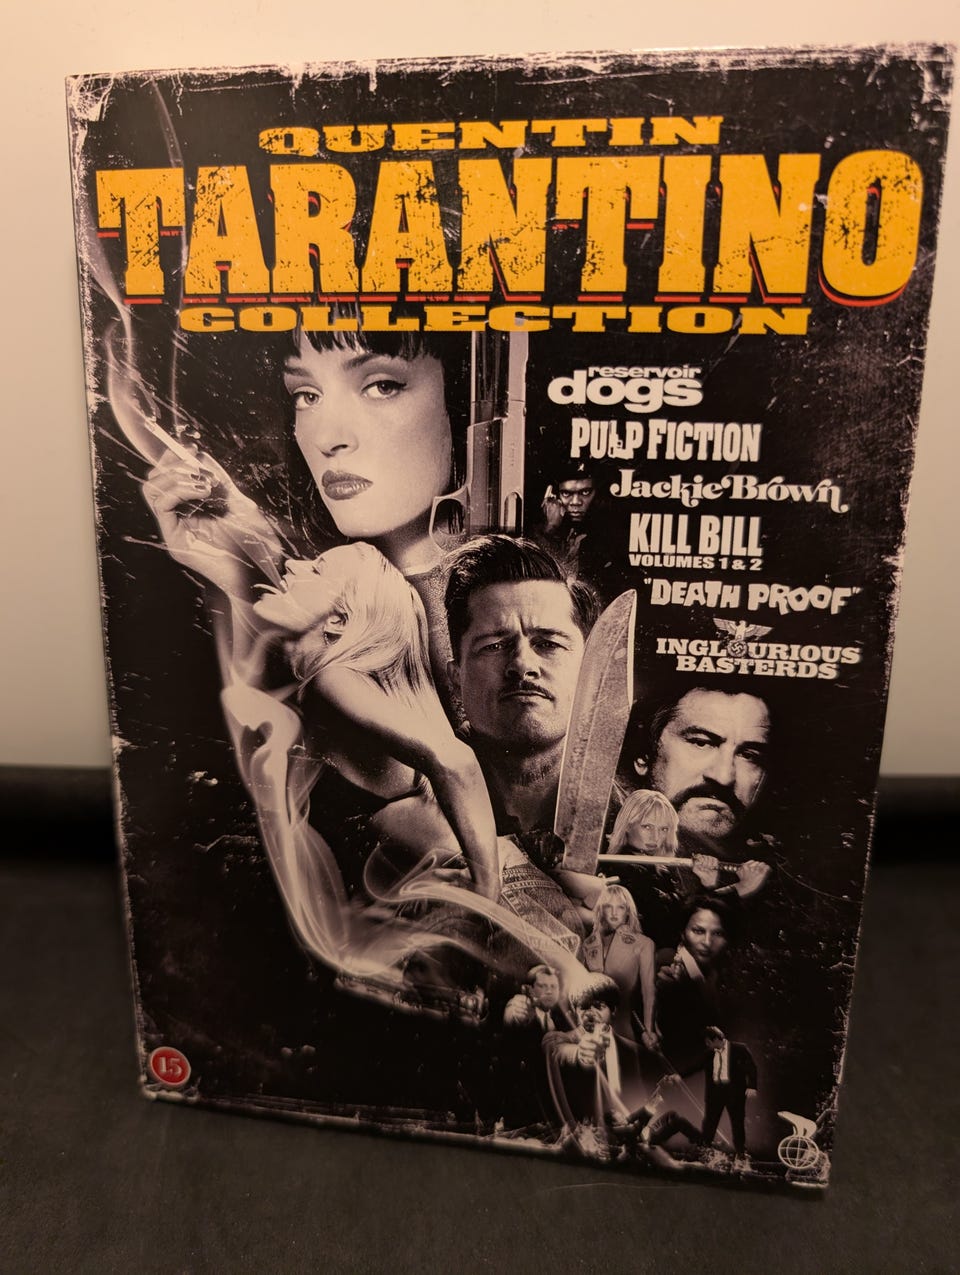 QUENTIN
TARANTINO
COLLECTION
reservoir
dogs
PULP FICTION
Jackie Brown
KILL BILL
VOLUMES 1 & 2
"DEATH PROOF"
INGLOURIOUS
BASTERDS
15